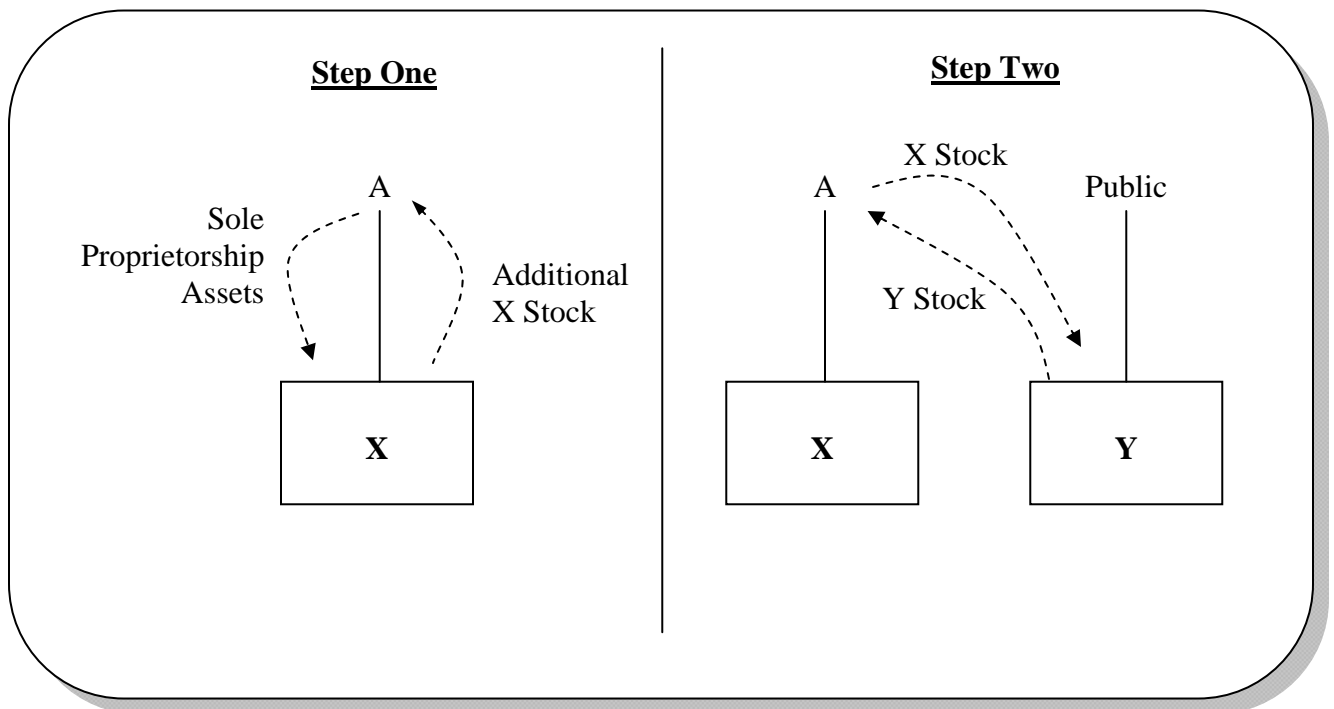 Step One
A
Sole
Proprietorship
Assets
Additional
X Stock
X
Step Two
X Stock
A
Public
Y Stock
X
Y